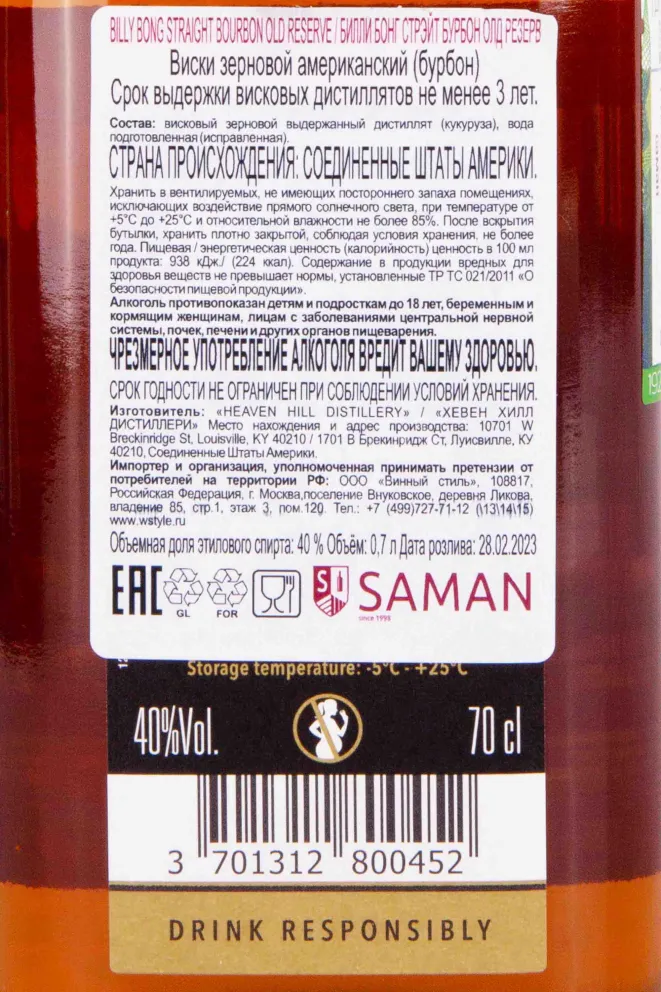 BILLY BONG STRAIGHT BOURBON OLD RESERVE / БИЛЛИ БОНГ СТРЭЙТ БУРБОН ОЛД РЕЗЕРВ
Виски зерновой американский (бурбон)
Срок выдержки висковых дистиллятов не менее 3 лет.
Состав: висковый зерновой выдержанный дистиллят (кукуруза), вода
подготовленная (исправленная).
СТРАНА ПРОИСХОЖДЕНИЯ: СОЕДИНЕННЫЕ ШТАТЫ АМЕРИКИ.
Хранить в вентилируемых, не имеющих постороннего запаха помещениях,
исключающих воздействие прямого солнечного света, при температуре от
+5°С до +25°С и относительной влажности не более 85%. После вскрытия
бутылки, хранить плотно закрытой, соблюдая условия хранения, не более
года. Пищевая / энергетическая ценность (калорийность) ценность в 100 мл
продукта: 938 кДж./ (224 ккал). Содержание в продукции вредных для
здоровья веществ не превышает нормы, установленные ТР ТС 021/2011 «О
безопасности пищевой продукции».
Алкоголь противопоказан детям и подросткам до 18 лет, беременным и
кормящим женщинам, лицам с заболеваниями центральной нервной
системы, почек, печени и других органов пищеварения.
ЧРЕЗМЕРНОЕ УПОТРЕБЛЕНИЕ АЛКОГОЛЯ ВРЕДИТ ВАШЕМУ ЗДОРОВЬЮ.
СРОК ГОДНОСТИ НЕ ОГРАНИЧЕН ПРИ СОБЛЮДЕНИИ УСЛОВИЙ ХРАНЕНИЯ.
Изготовитель: «HEAVEN HILL DISTILLERY» / «ХЕВЕН ХИЛЛ
ДИСТИЛЛЕРИ» Место нахождения и адрес производства: 10701 W
Breckinridge St, Louisville, KY 40210 / 1701 В Брекинридж Ст, Луисвилле, КУ
40210, Соединенные Штаты Америки.
Импортер и организация, уполномоченная принимать претензии от
потребителей на территории РФ: ООО «Винный стиль», 108817,
Российская Федерация, г. Москва,поселение Внуковское, деревня Ликова,
владение 85, стр.1, этаж 3, пом.120. Тел.: +7 (499)727-71-12 (\13\14\15)
www.wstyle.ru
Объемная доля этилового спирта: 40 % Объём: 0,7 л Дата розлива: 28.02.2023
EAC GL FOR SI SAMAN
since 1998
Storage temperature: -5°C - +25°C
40%Vol. 70 cl
3 701312 800452
DRINK RESPONSIBLY